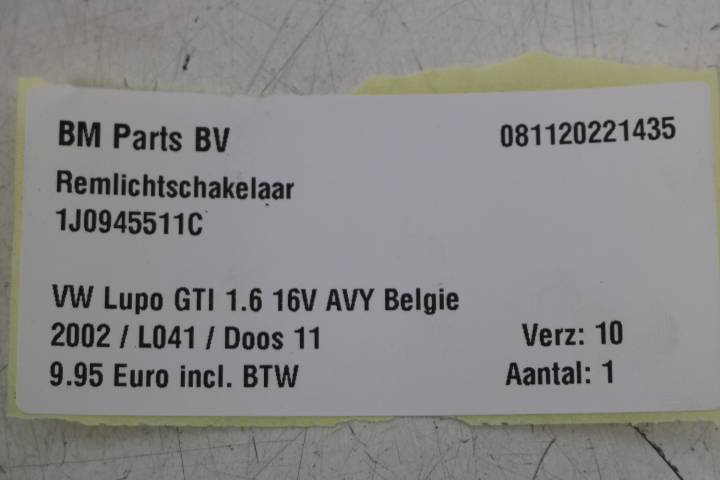 BM Parts BV 081120221435
Remlichtschakelaar
1J0945511C
VW Lupo GTI 1.6 16V AVY Belgie
2002 / L041 / Doos 11 Verz: 10
9.95 Euro incl. BTW Aantal: 1